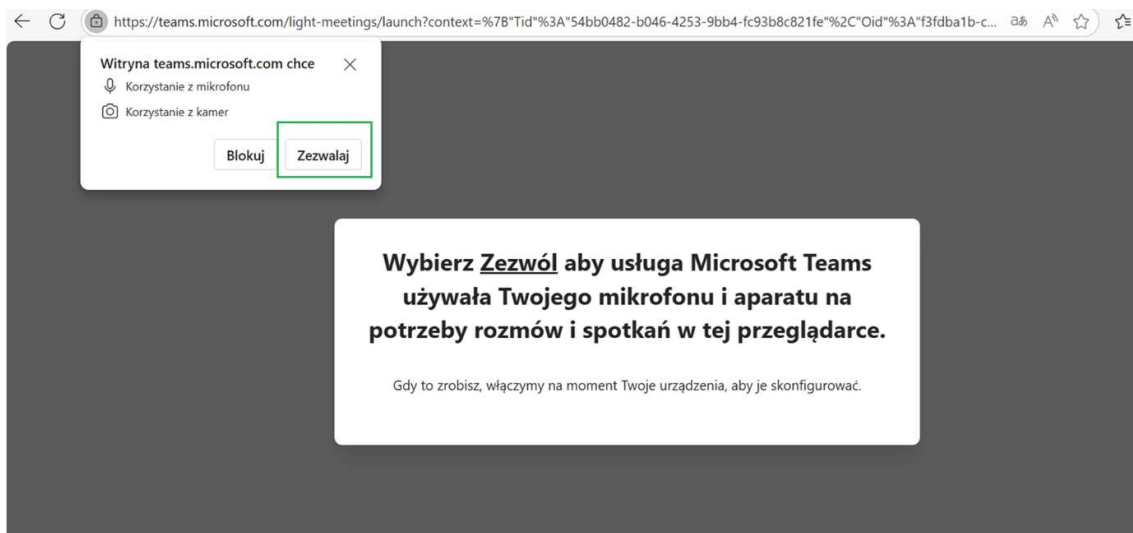 https://teams.microsoft.com/light-meetings/launch?context=%7B"Tid"%3A"54bb0482-b046-4253-9bb4-fc93b8c821fe"%2C"Oid"%3A"f3fdba1b-c...
Witryna teams.microsoft.com chce
Korzystanie z mikrofonu
Korzystanie z kamer
Blokuj Zezwalaj
Wybierz Zezwól aby usługa Microsoft Teams
używała Twojego mikrofonu i aparatu na
potrzeby rozmów i spotkań w tej przeglądarce.
Gdy to zrobisz, włączymy na moment Twoje urządzenia, aby je skonfigurować.